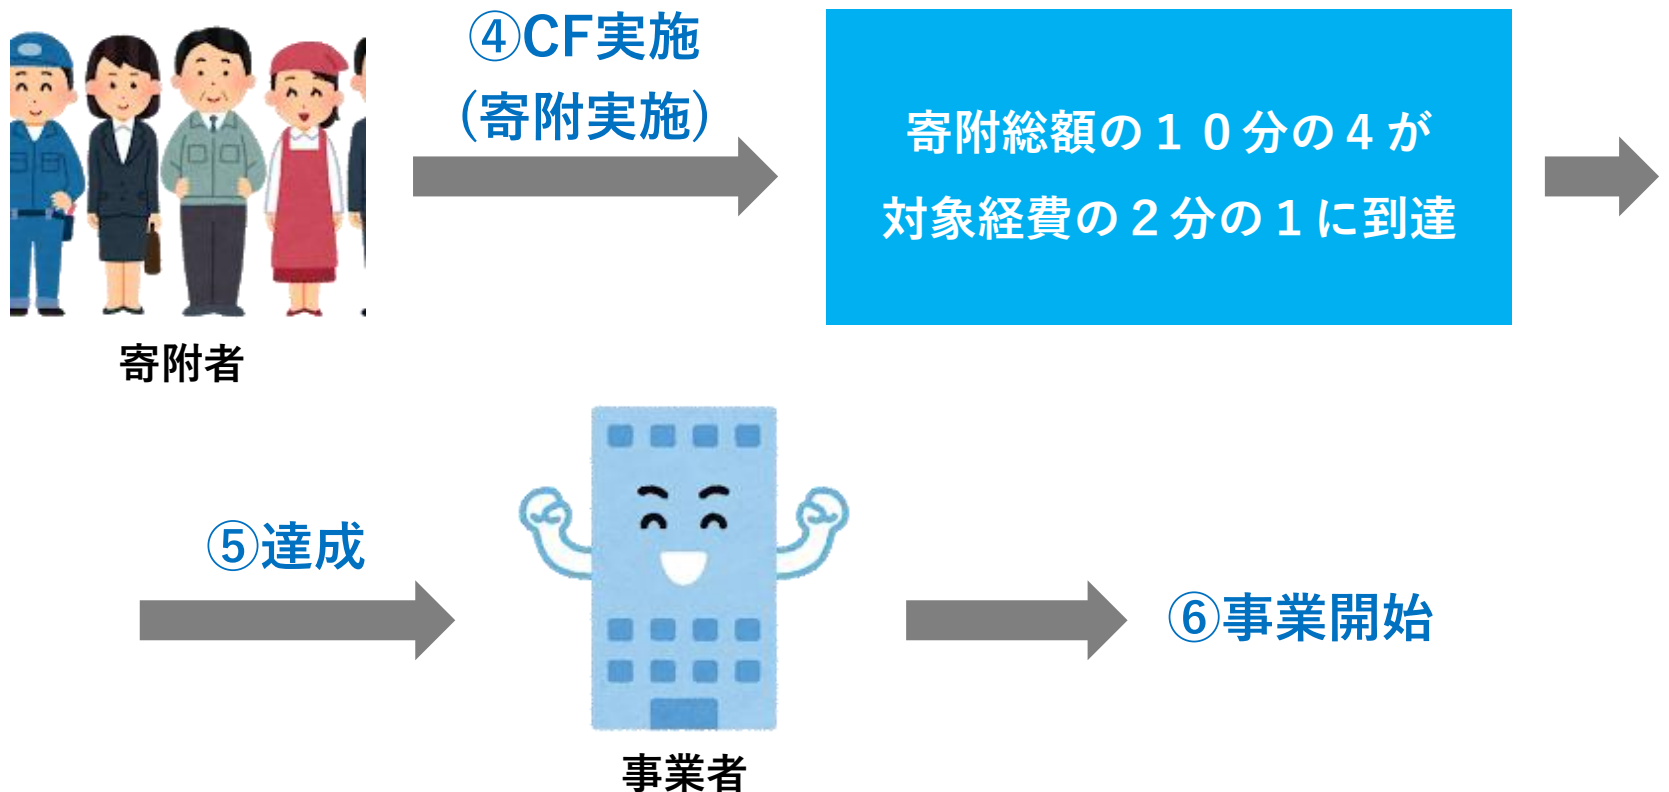 ④CF実施
(寄附実施)
寄附総額の１０分の４が
対象経費の２分の１に到達
寄附者
⑤達成
⑥事業開始
事業者